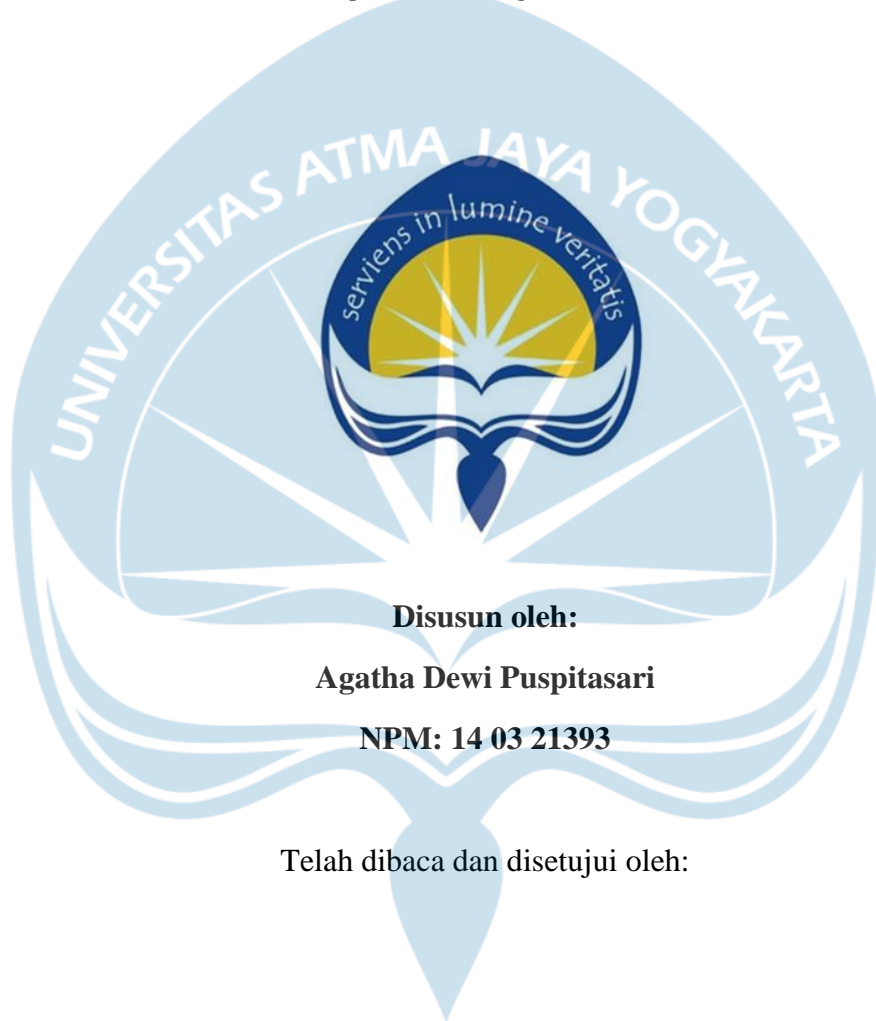 UNIVERSITAS ATMA JAYA YOGYAKARTA
serviens in lumine veritatis
Disusun oleh:
Agatha Dewi Puspitasari
NPM: 14 03 21393
Telah dibaca dan disetujui oleh: